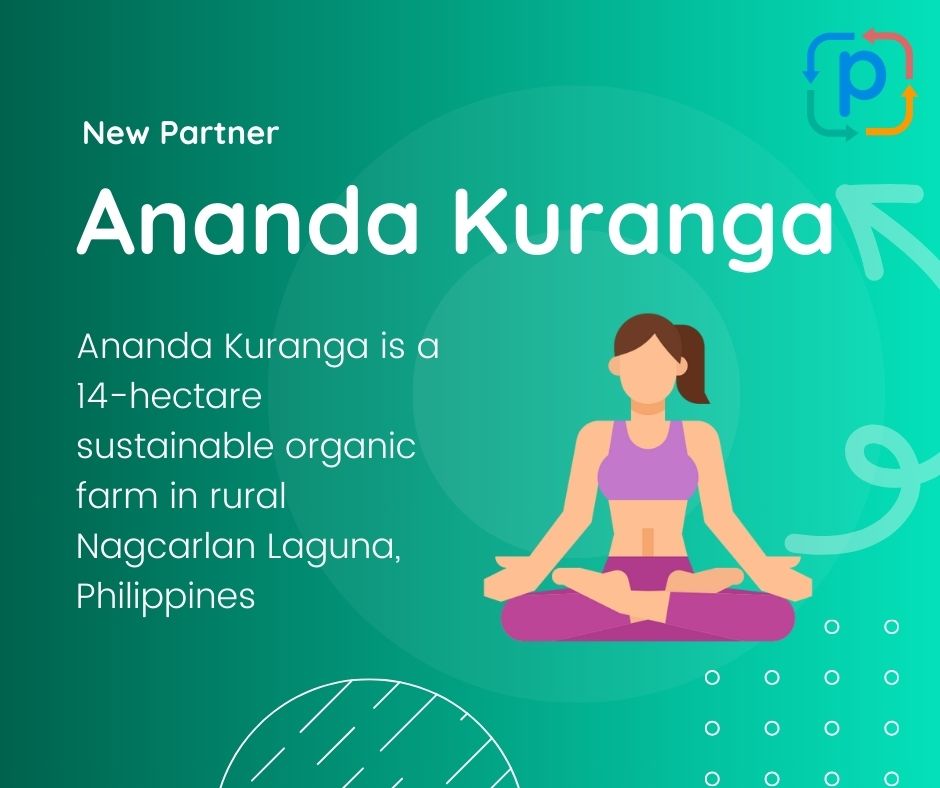 p
New Partner
Ananda Kuranga
Ananda Kuranga is a
14-hectare
sustainable organic
farm in rural
Nagcarlan Laguna,
Philippines